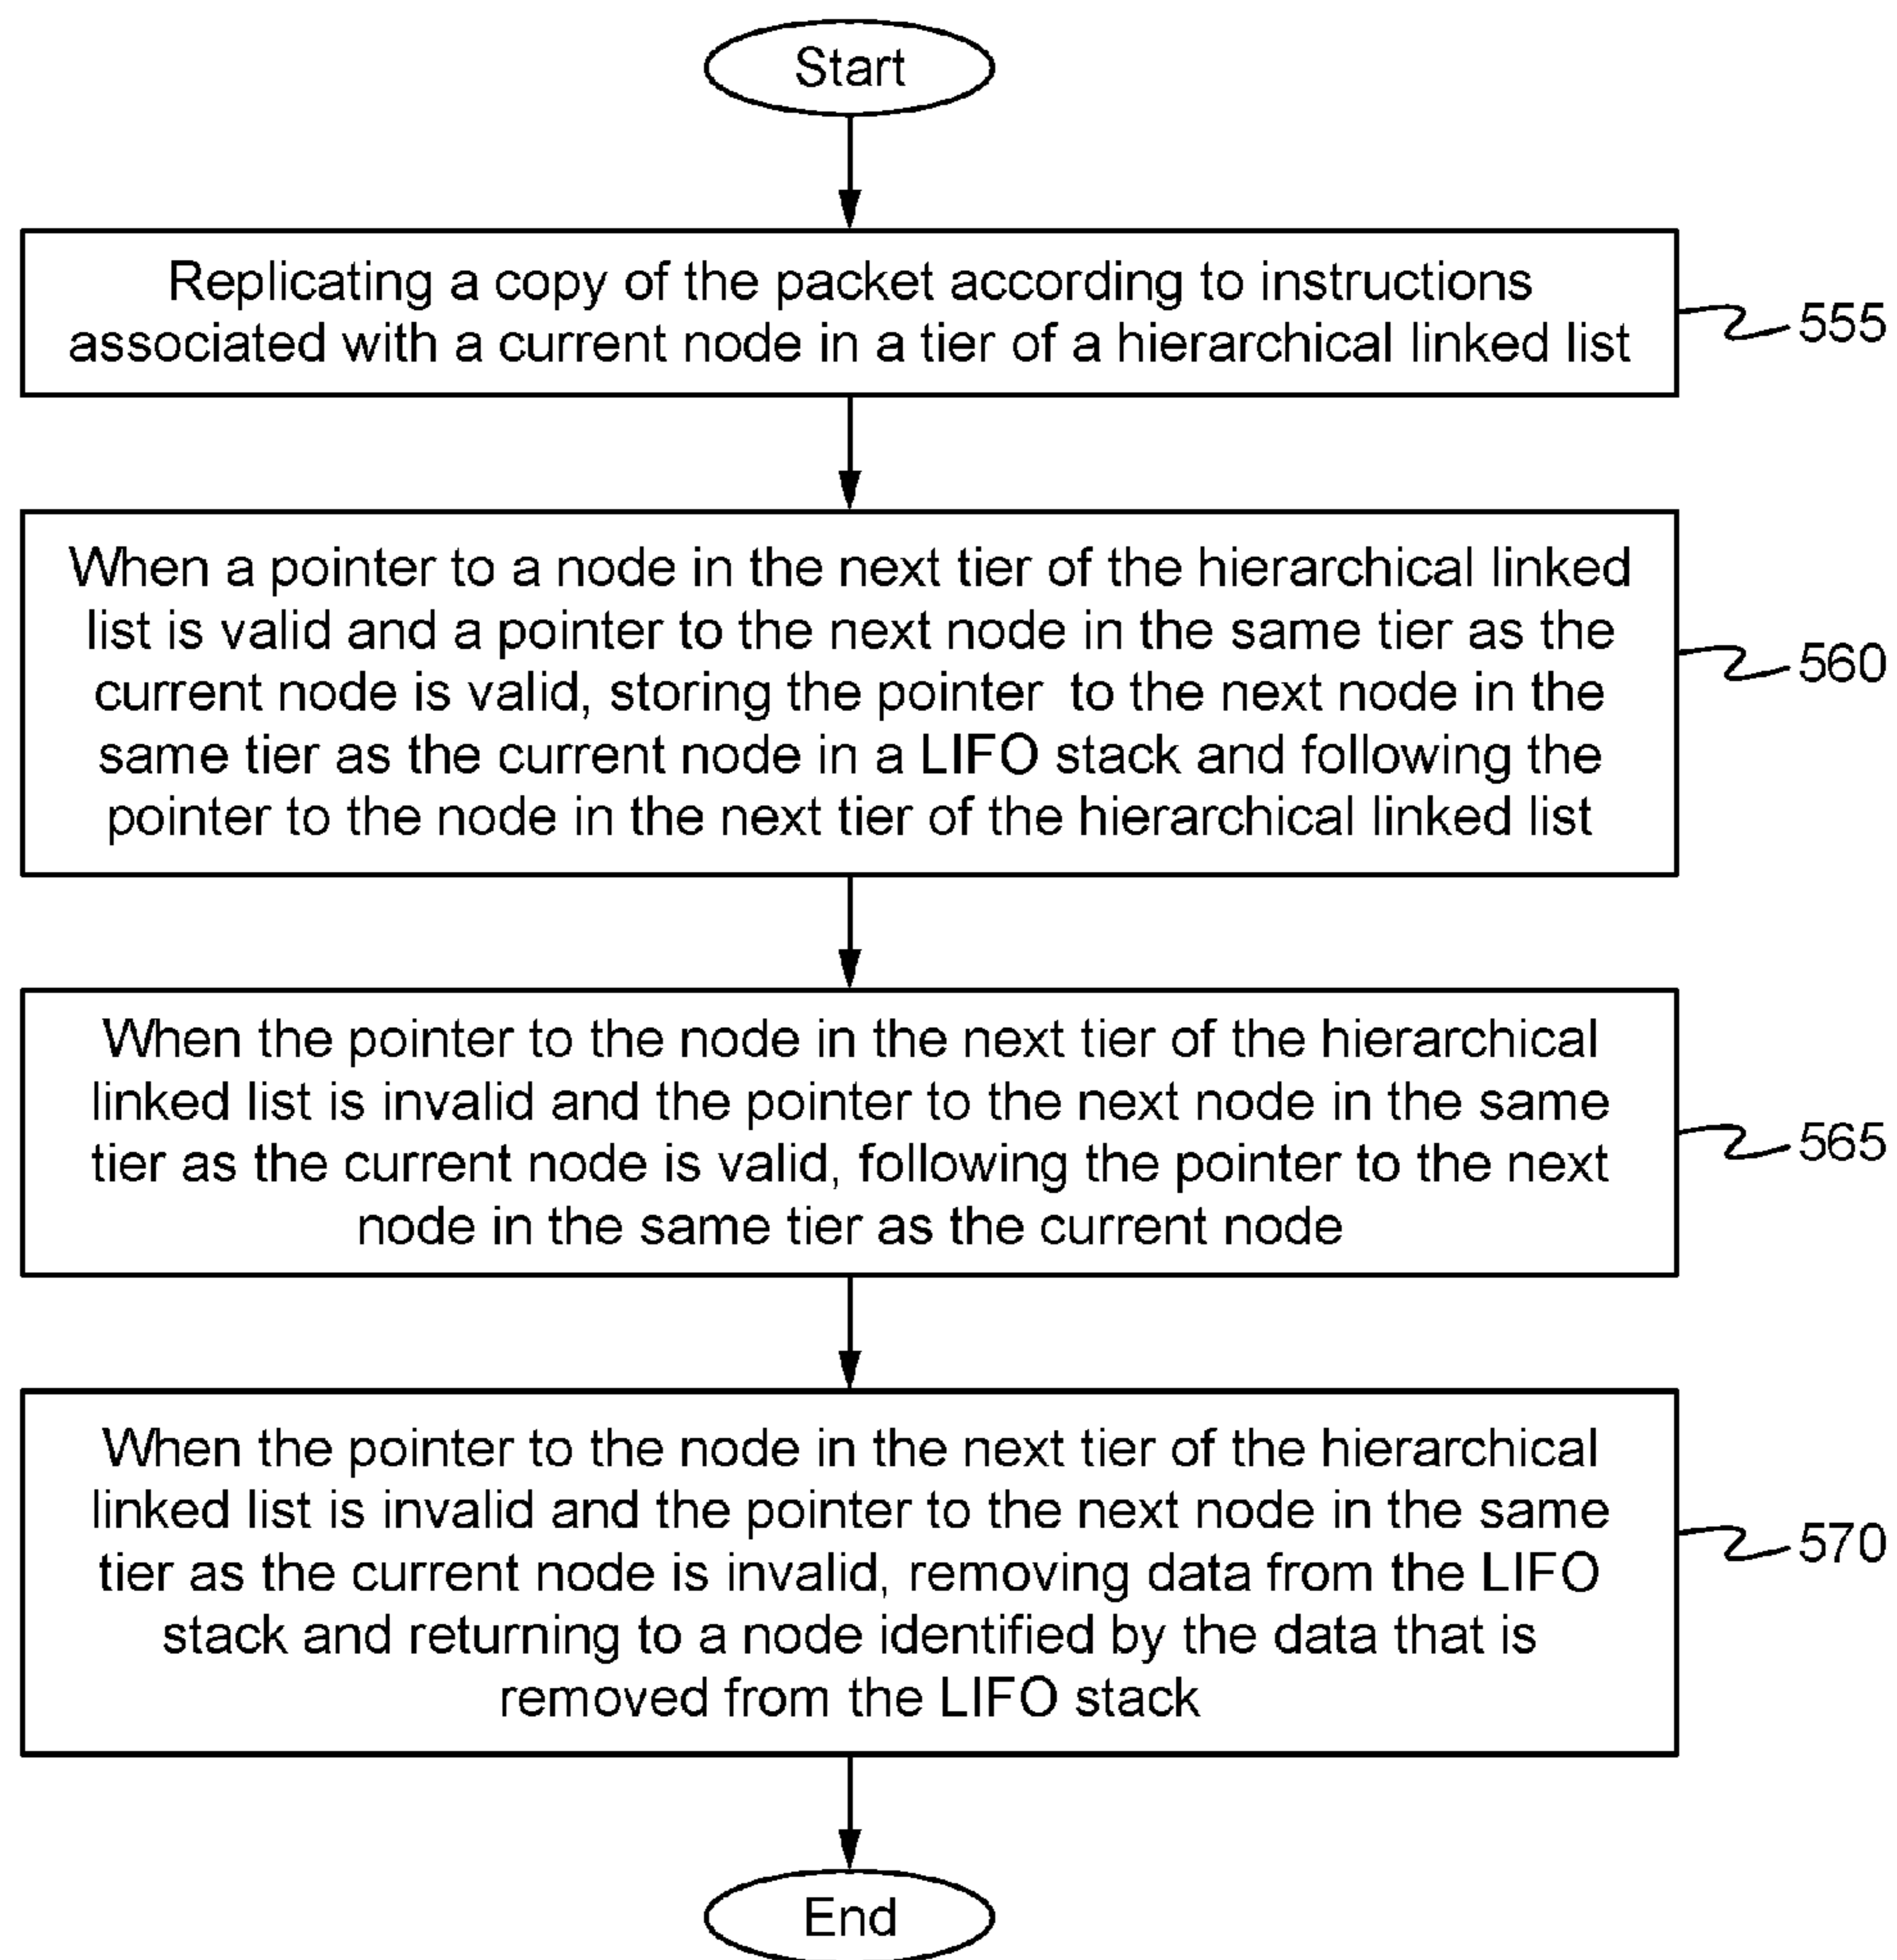 Start
Replicating a copy of the packet according to instructions
associated with a current node in a tier of a hierarchical linked list
555
When a pointer to a node in the next tier of the hierarchical linked
list is valid and a pointer to the next node in the same tier as the
current node is valid, storing the pointer to the next node in the
same tier as the current node in a LIFO stack and following the
pointer to the node in the next tier of the hierarchical linked list
560
When the pointer to the node in the next tier of the hierarchical
linked list is invalid and the pointer to the next node in the same
tier as the current node is valid, following the pointer to the next
node in the same tier as the current node
565
When the pointer to the node in the next tier of the hierarchical
linked list is invalid and the pointer to the next node in the same
tier as the current node is invalid, removing data from the LIFO
stack and returning to a node identified by the data that is
removed from the LIFO stack
570
End